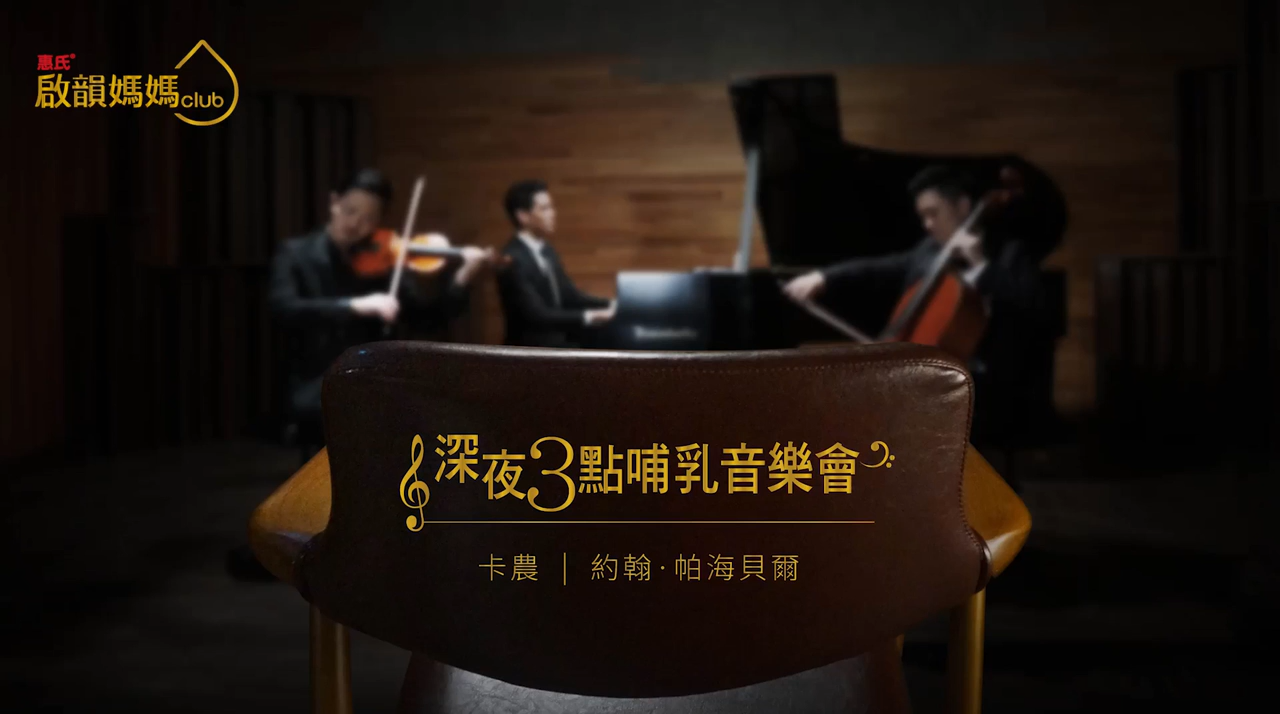 惠氏
啟韻媽媽club
深夜3點哺乳音樂會
卡農 | 約翰·帕海貝爾